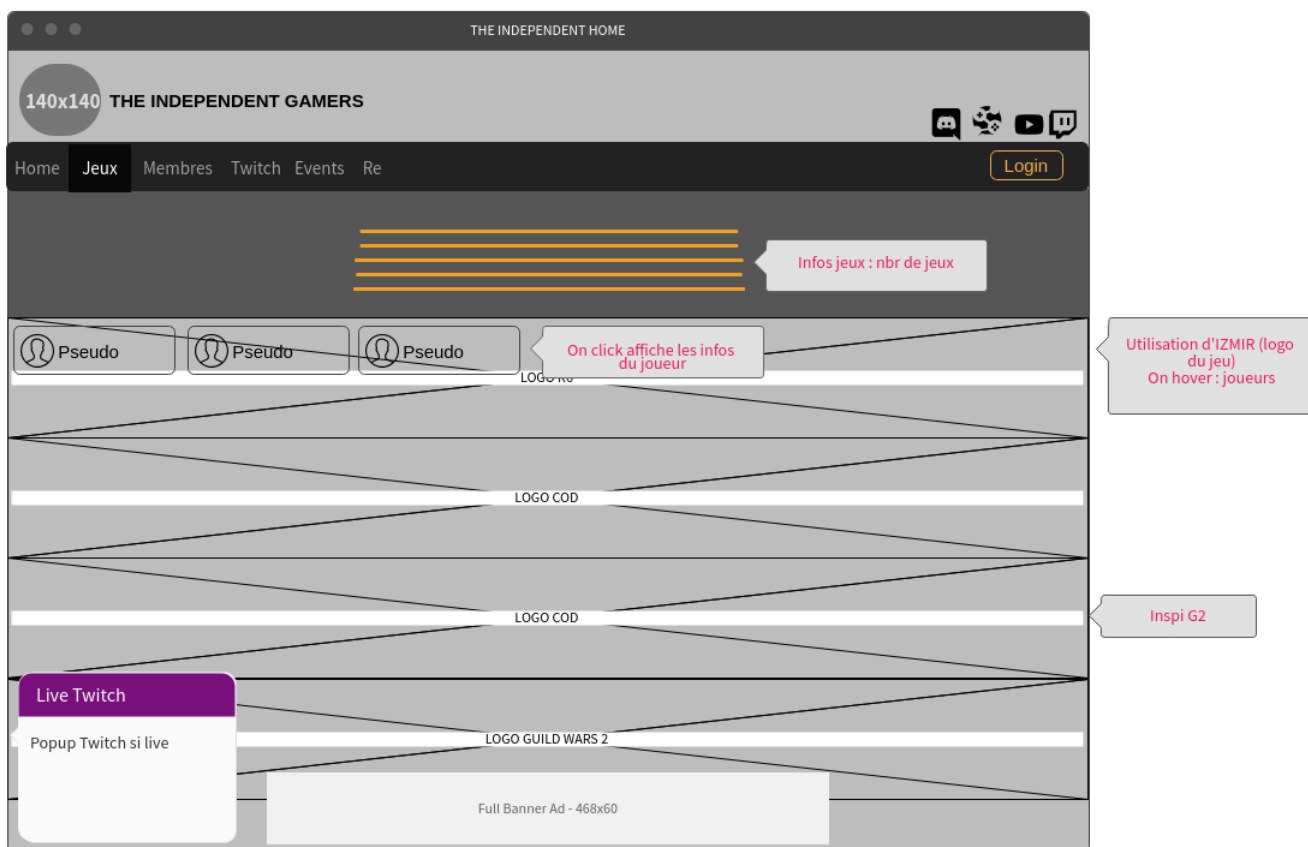 THE INDEPENDENT HOME
140x140 THE INDEPENDENT GAMERS
Home Jeux Membres Twitch Events Re
Login
Infos jeux : nbr de jeux
Pseudo
Pseudo
Pseudo
On click affiche les infos
du joueur
Utilisation d'IZMIR (logo
du jeu)
On hover : joueurs
LOGO R6
LOGO COD
LOGO COD
Inspi G2
Live Twitch
Popup Twitch si live
LOGO GUILD WARS 2
Full Banner Ad - 468x60